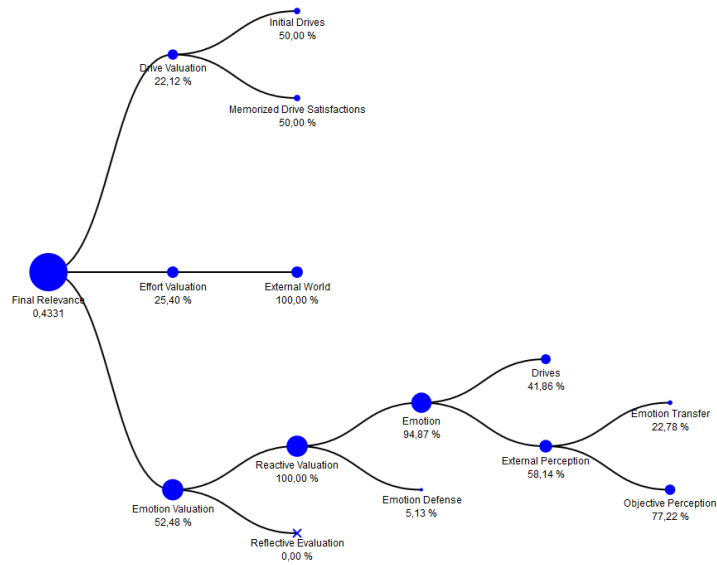 Initial Drives
50,00 %
Drive Valuation
22,12 %
Memorized Drive Satisfactions
50,00 %
Final Relevance
0,4331
Effort Valuation
25,40 %
External World
100,00 %
Drives
41,86 %
Emotion
94,87 %
Emotion Transfer
22,78 %
External Perception
58,14 %
Reactive Valuation
100,00 %
Emotion Defense
5,13 %
Objective Perception
77,22 %
Emotion Valuation
52,48 %
Reflective Evaluation
0,00 %